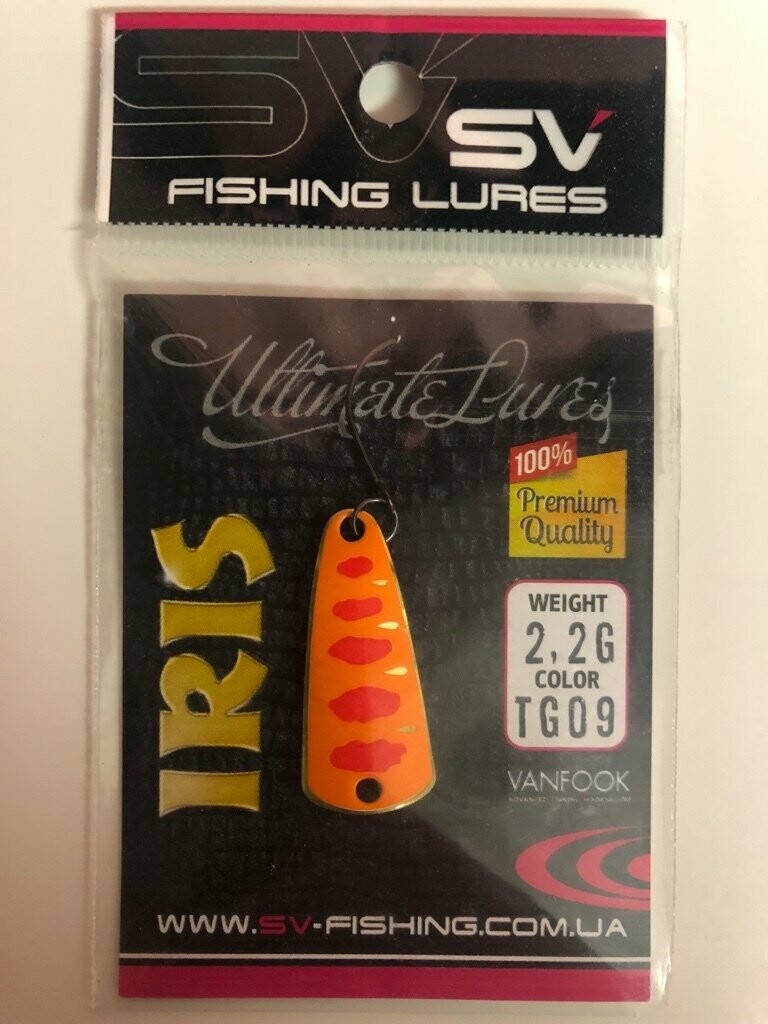 SV
SV
FISHING LURES
Ultimate Lures
100%
Premium
Quality
IRIS
WEIGHT
2,2G
COLOR
TG09
VANFOOK
WWW.SV-FISHING.COM.UA